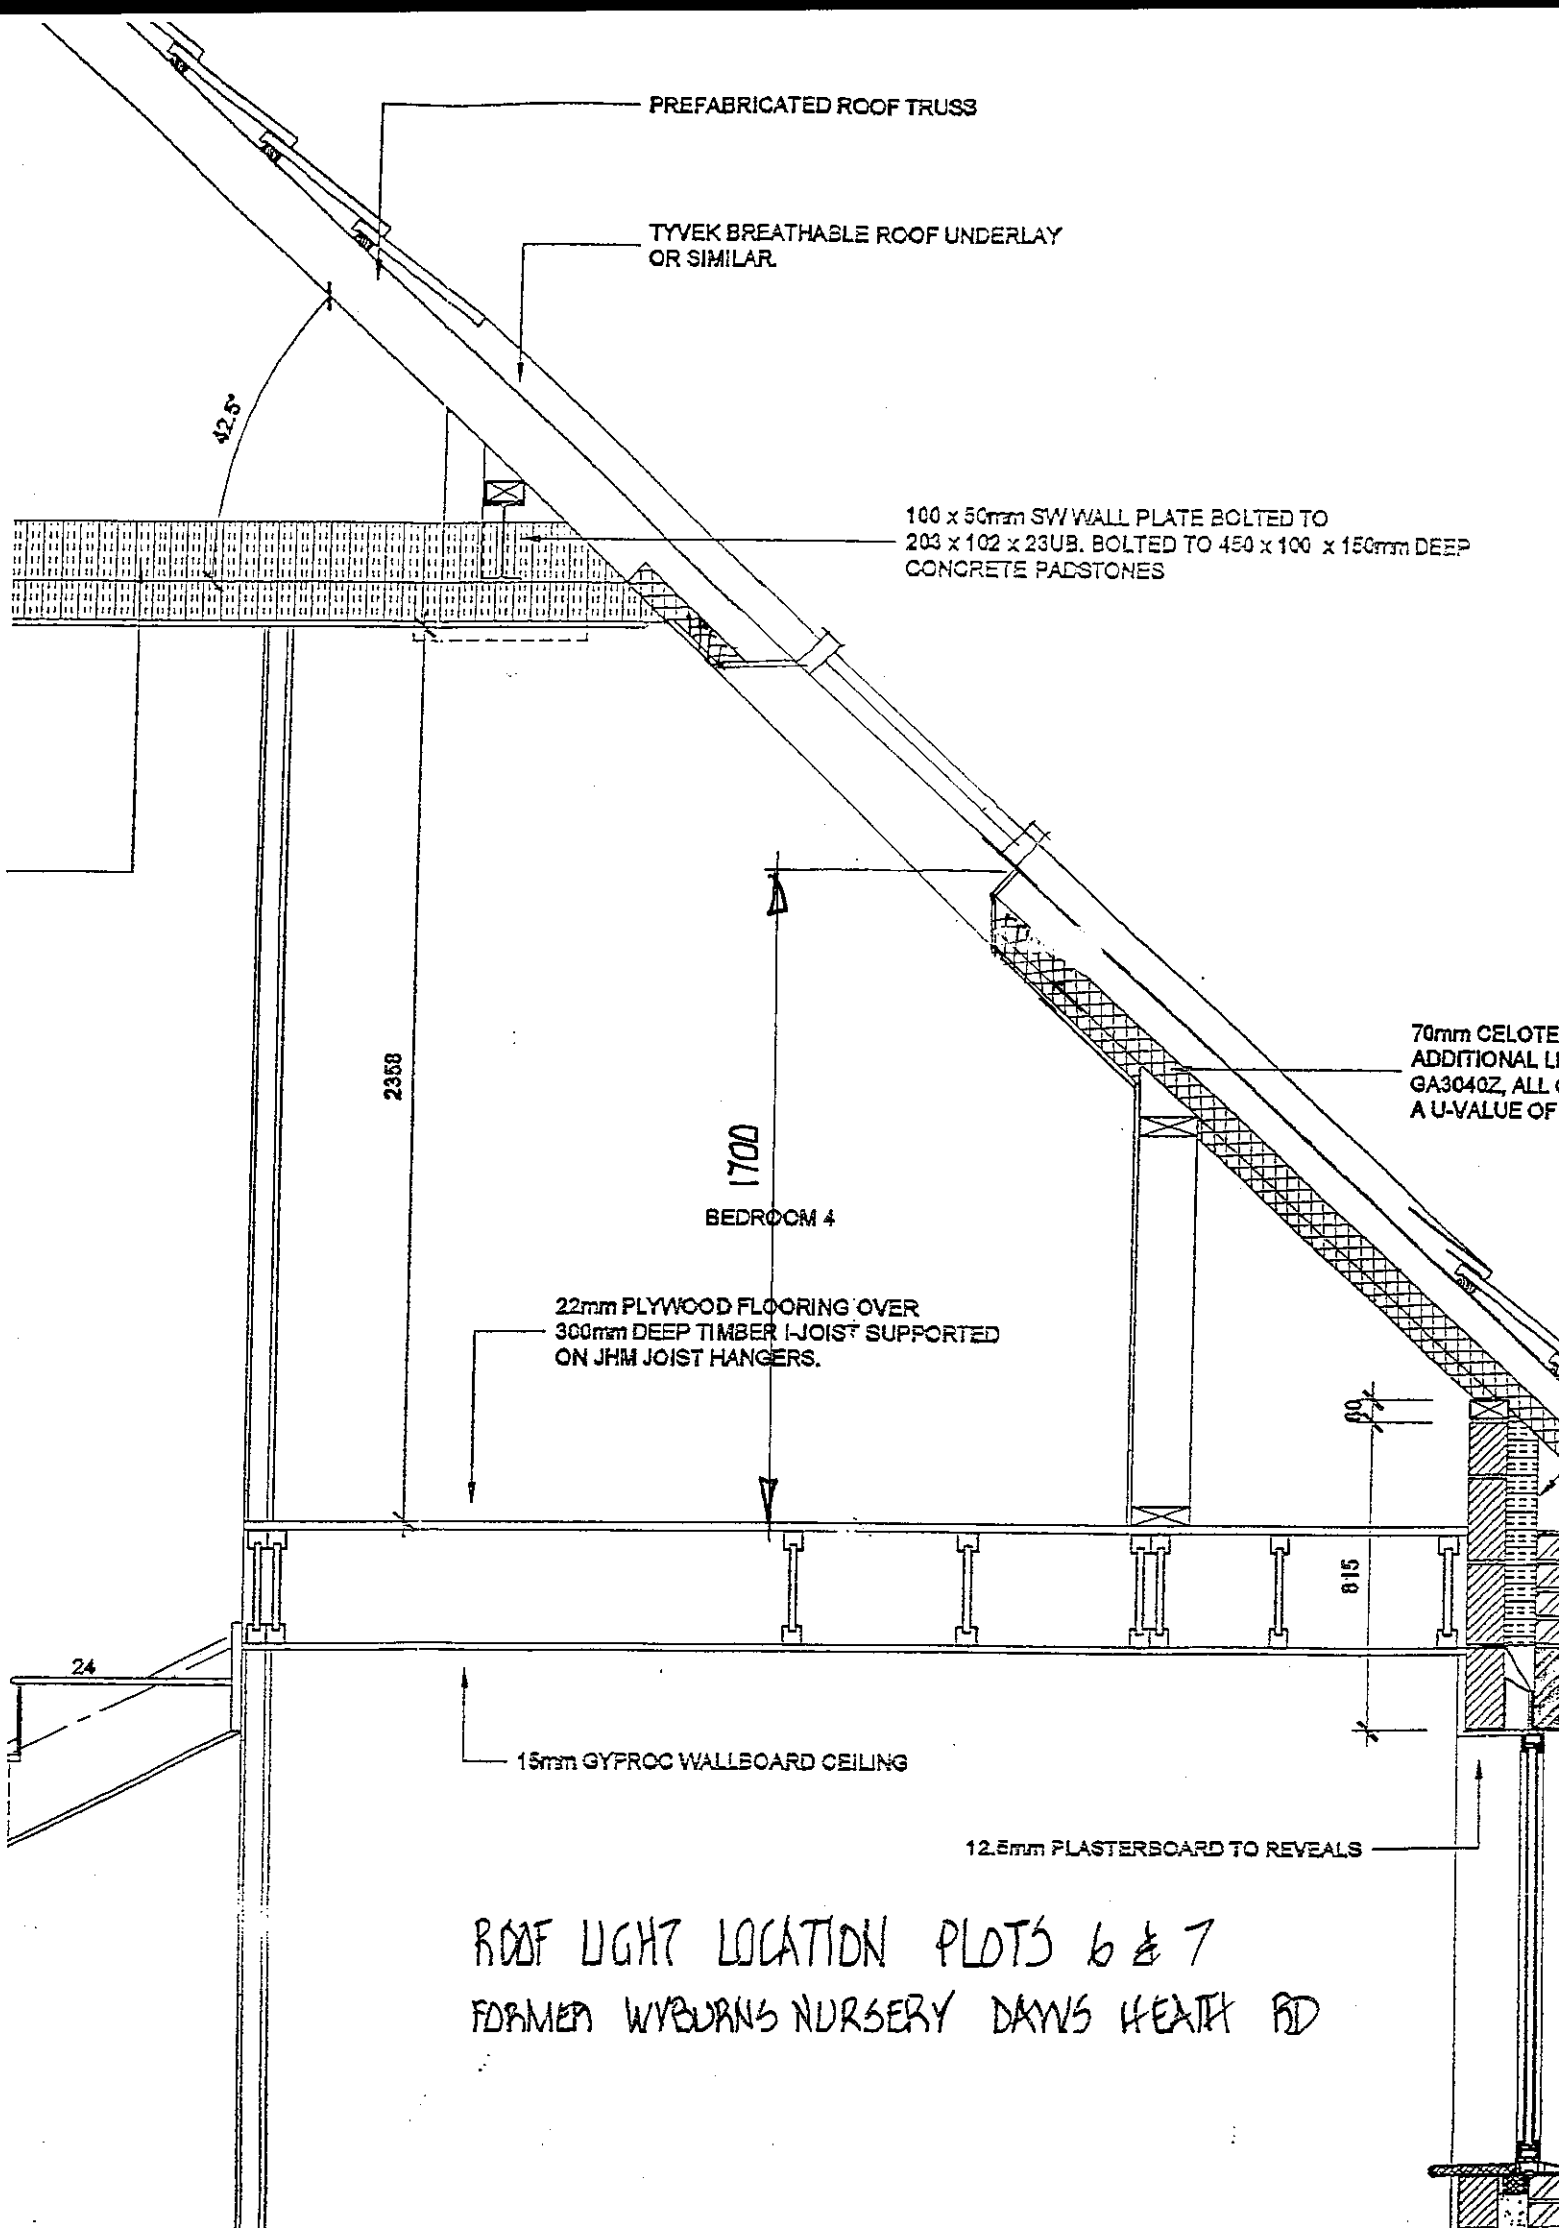 PREFABRICATED ROOF TRUSS
TYVEK BREATHABLE ROOF UNDERLAY
OR SIMILAR.
42.5°
100 x 50mm SW WALL PLATE BOLTED TO
203 x 102 x 23UB. BOLTED TO 450 x 100 x 150mm DEEP
CONCRETE PADSTONES
2358
1700
70mm CELOTE
ADDITIONAL
GA3040Z, ALL
A U-VALUE OF
BEDROOM 4
22mm PLYWOOD FLOORING OVER
300mm DEEP TIMBER I-JOIST SUPPORTED
ON JHM JOIST HANGERS.
815
24
15mm GYPROC WALLBOARD CEILING
12.5mm PLASTERBOARD TO REVEALS
ROOF LIGHT LOCATION PLOTS 6 & 7
FORMER WYBURNS NURSERY DAWS HEATH RD